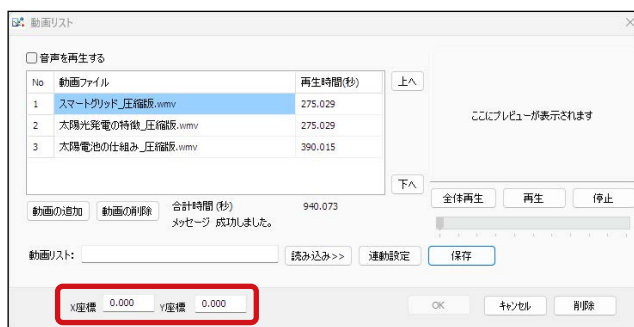 動画リスト
音声を再生する
No 動画ファイル 再生時間(秒)
1 スマートグリッド_圧縮版.wmv 275.029
2 太陽光発電の特徴_圧縮版.wmv 275.029
3 太陽電池の仕組み_圧縮版.wmv 390.015
上へ
下へ
ここにプレビューが表示されます
全体再生 再生 停止
動画の追加 動画の削除 合計時間(秒) 940.073
メッセージ 成功しました。
動画リスト: 読み込み>> 連動設定 保存
X座標 0.000 Y座標 0.000 OK キャンセル 削除